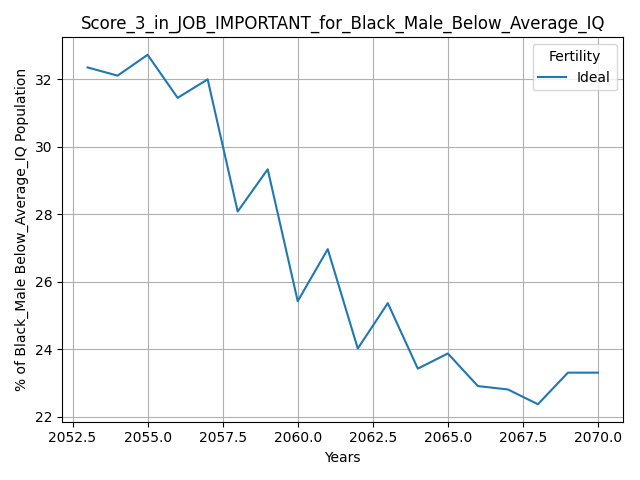 Score_3_in_JOB_IMPORTANT_for_Black_Male_Below_Average_IQ
Fertility
Ideal
% of Black_Male Below_Average_IQ Population
32
30
28
26
24
22
2052.5 2055.0 2057.5 2060.0 2062.5 2065.0 2067.5 2070.0
Years